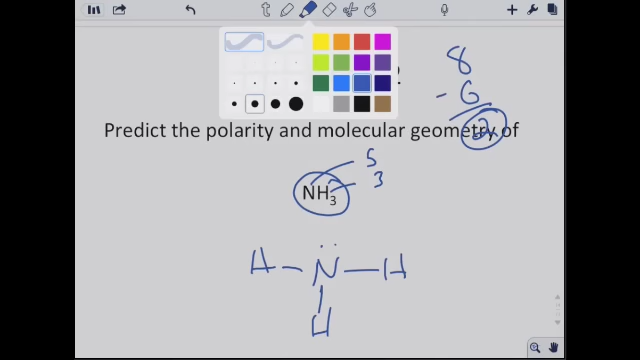 8
- 6
2
Predict the polarity and molecular geometry of
NH₃
5
3
H - N̈ - H
H